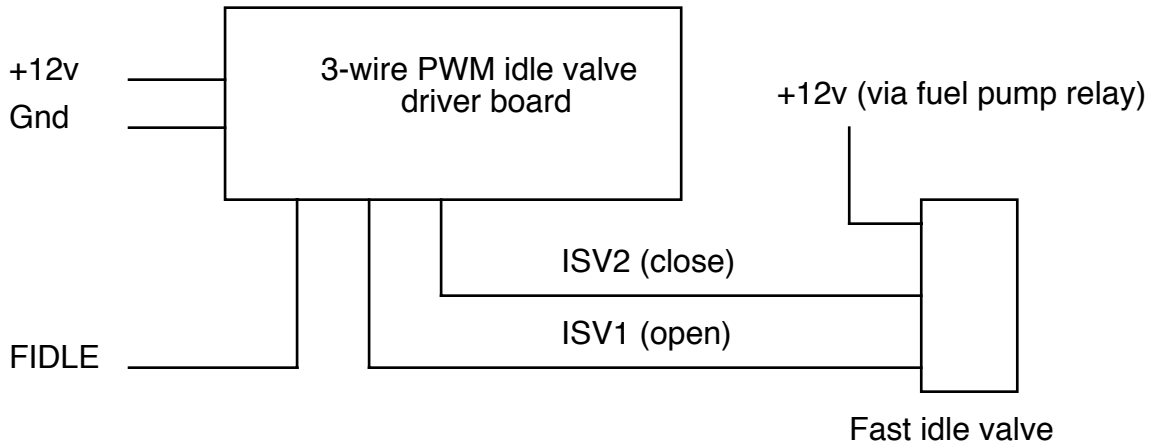 +12v
Gnd
3-wire PWM idle valve
driver board
+12v (via fuel pump relay)
ISV2 (close)
ISV1 (open)
FIDLE
Fast idle valve